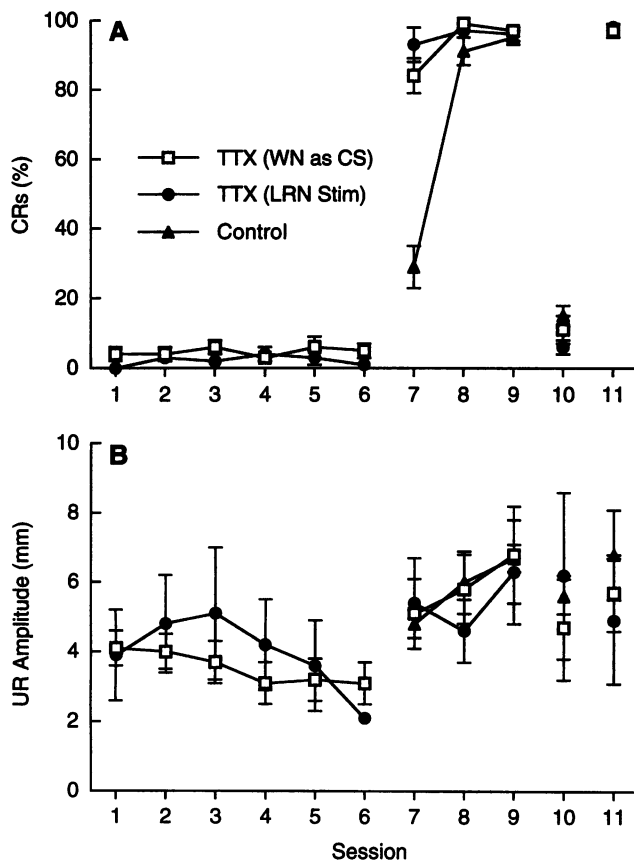 A
100
80
60
40
20
0
CRs (%)
TTX (WN as CS)
TTX (LRN Stim)
Control
1 2 3 4 5 6 7 8 9 10 11
B
10
8
6
4
2
0
UR Amplitude (mm)
1 2 3 4 5 6 7 8 9 10 11
Session